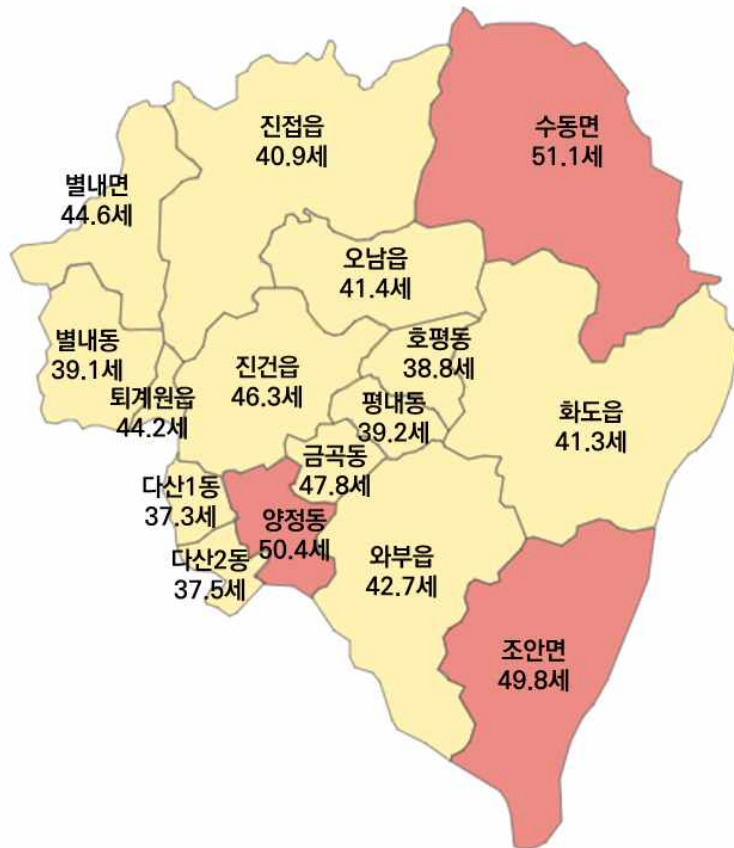 진접읍
40.9세
수동면
51.1세
별내면
44.6세
오남읍
41.4세
별내동
39.1세
호평동
38.8세
진건읍
46.3세
퇴계원읍
44.2세
평내동
39.2세
화도읍
41.3세
금곡동
47.8세
다산1동
37.3세
양정동
50.4세
다산2동
37.5세
와부읍
42.7세
조안면
49.8세